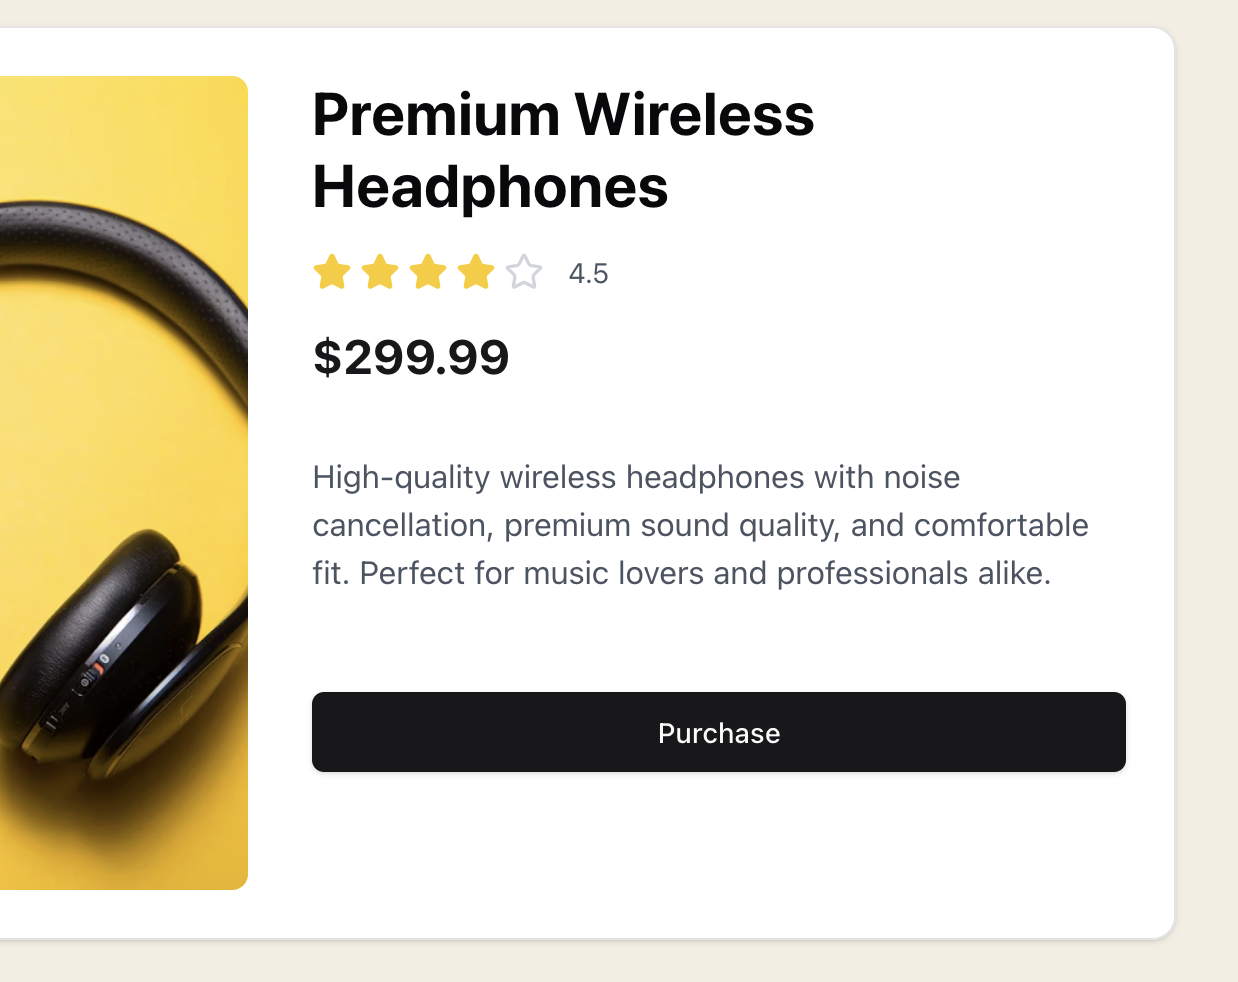 Premium Wireless
Headphones
4.5
$299.99
High-quality wireless headphones with noise
cancellation, premium sound quality, and comfortable
fit. Perfect for music lovers and professionals alike.
Purchase